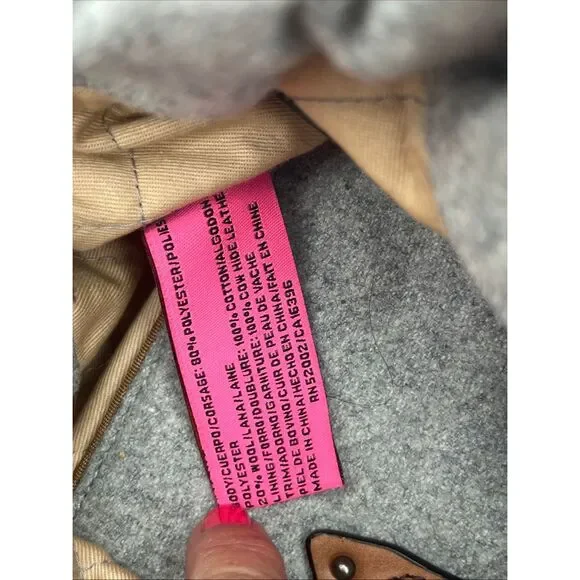 ODY/CUERPO/CORSAGE: 80% POLYESTER/POLIES
POLYESTER
20% WOOL/LANA/LAINE
LINING/FORRO/DOUBLURE: 100% COTTON/ALGODON
TRIM/ADORNO/GARNITURE 100% COW HIDE LEATHER
PIEL DE BOVINO/CUIR DE PEAU DE VACHE
MADE IN CHINA/HECHO EN CHINA/FAIT EN CHINE
RN52002/CA16396